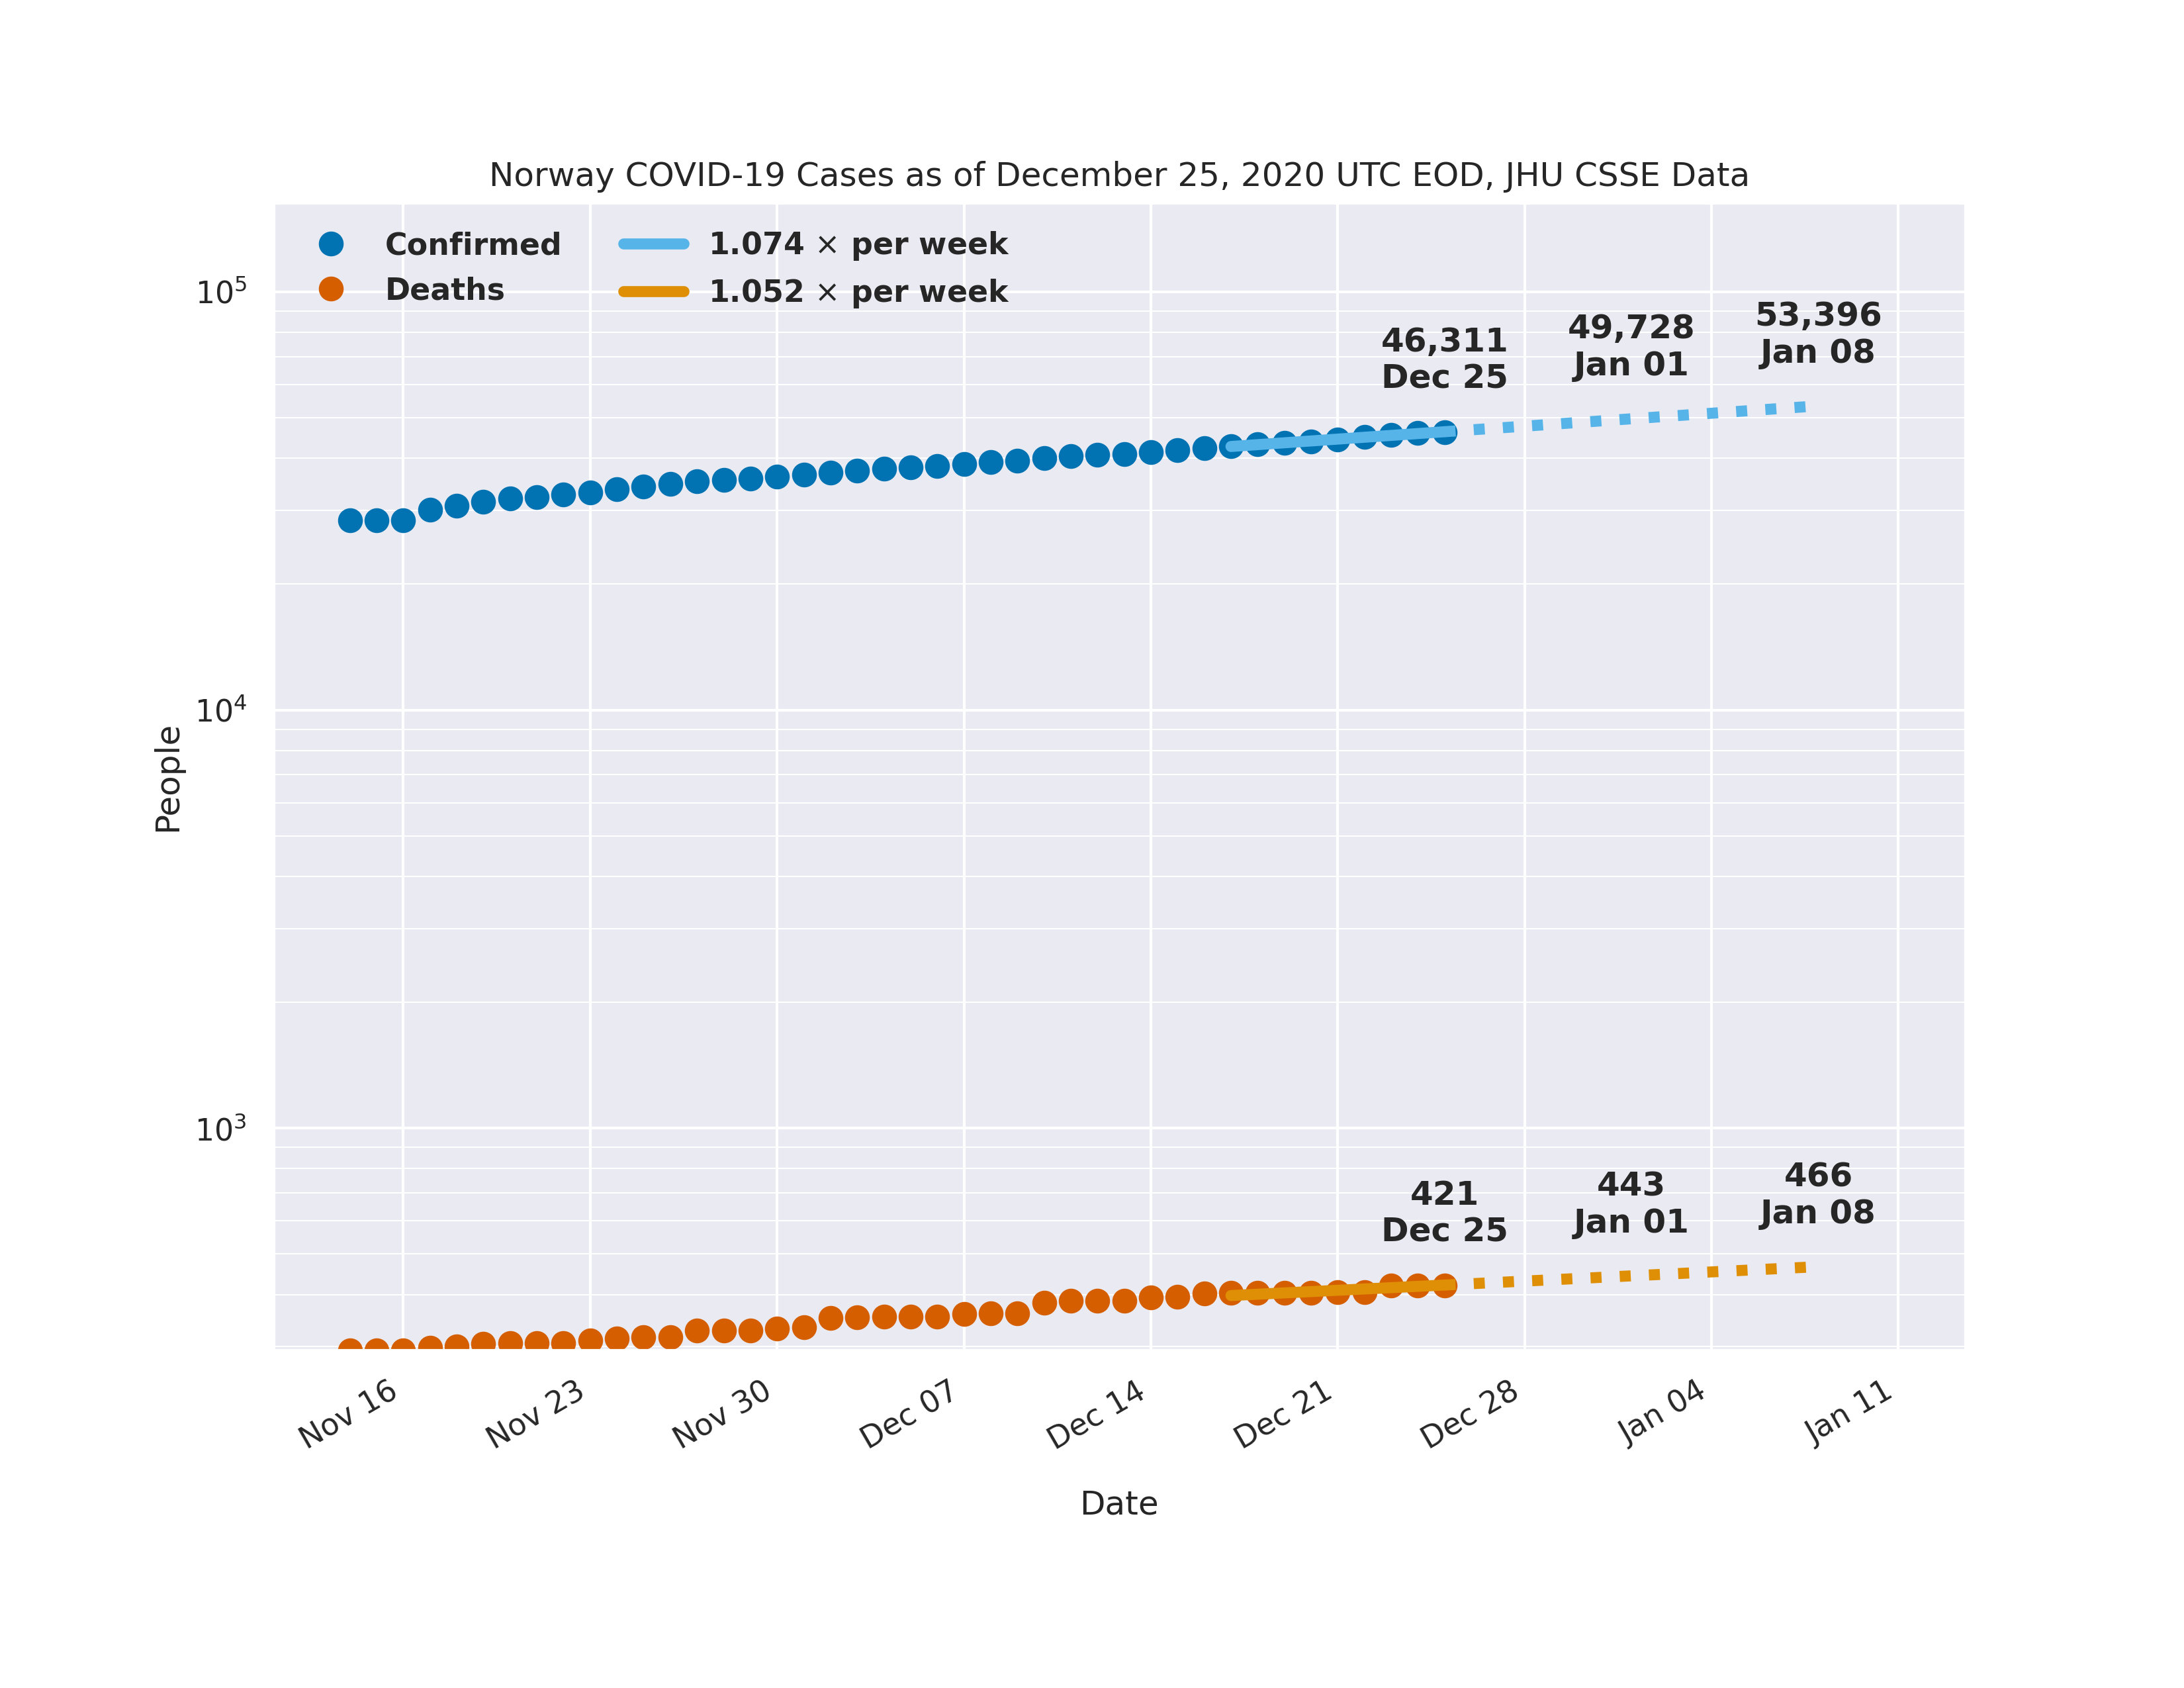 Norway COVID-19 Cases as of December 25, 2020 UTC EOD, JHU CSSE Data
Confirmed
Deaths
1.074 × per week
1.052 × per week
10⁵
10⁴
10³
People
46,311
Dec 25
49,728
Jan 01
53,396
Jan 08
421
Dec 25
443
Jan 01
466
Jan 08
Nov 16
Nov 23
Nov 30
Dec 07
Dec 14
Dec 21
Dec 28
Jan 04
Jan 11
Date